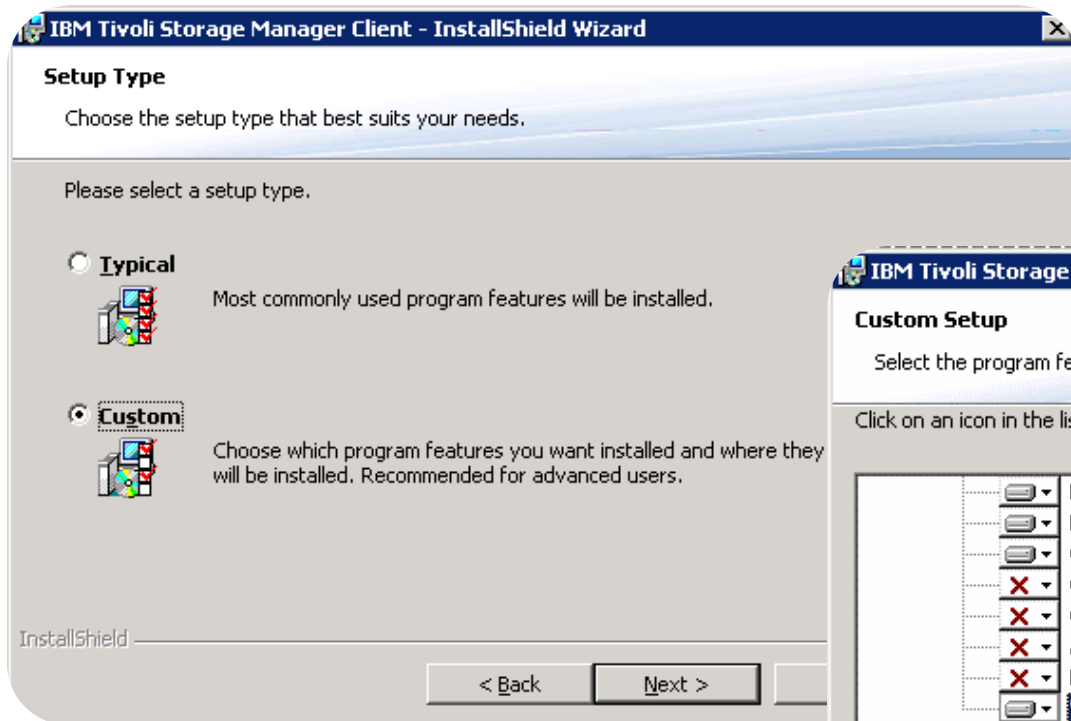 IBM Tivoli Storage Manager Client - InstallShield Wizard
Setup Type
Choose the setup type that best suits your needs.
Please select a setup type.
Typical
Most commonly used program features will be installed.
Custom
Choose which program features you want installed and where they
will be installed. Recommended for advanced users.
InstallShield
< Back
Next >
IBM Tivoli Storage
Custom Setup
Select the program
Click on an icon in the